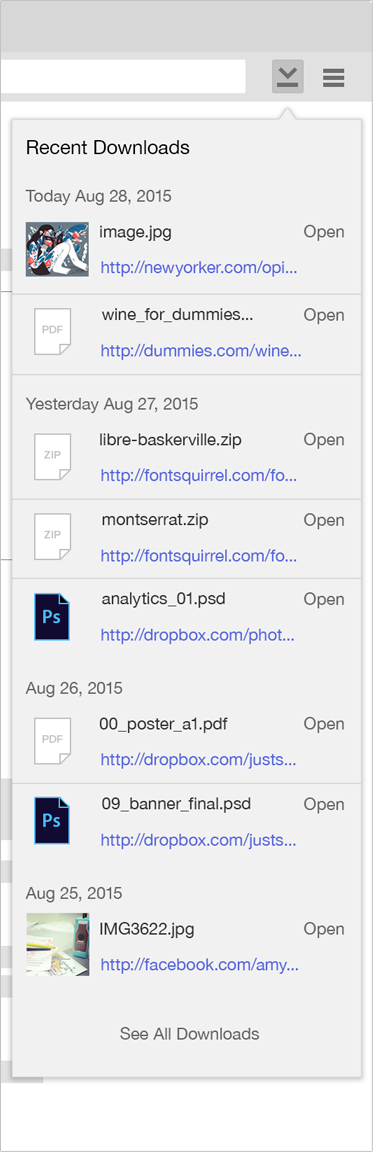 Recent Downloads
Today Aug 28, 2015
image.jpg Open
http://newyorker.com/opi...
PDF wine_for_dummies... Open
http://dummies.com/wine...
Yesterday Aug 27, 2015
ZIP libre-baskerville.zip Open
http://fontsquirrel.com/fo...
ZIP montserrat.zip Open
http://fontsquirrel.com/fo...
Ps analytics_01.psd Open
http://dropbox.com/phot...
Aug 26, 2015
PDF 00_poster_a1.pdf Open
http://dropbox.com/justs...
Ps 09_banner_final.psd Open
http://dropbox.com/justs...
Aug 25, 2015
IMG3622.jpg Open
http://facebook.com/amy...
See All Downloads